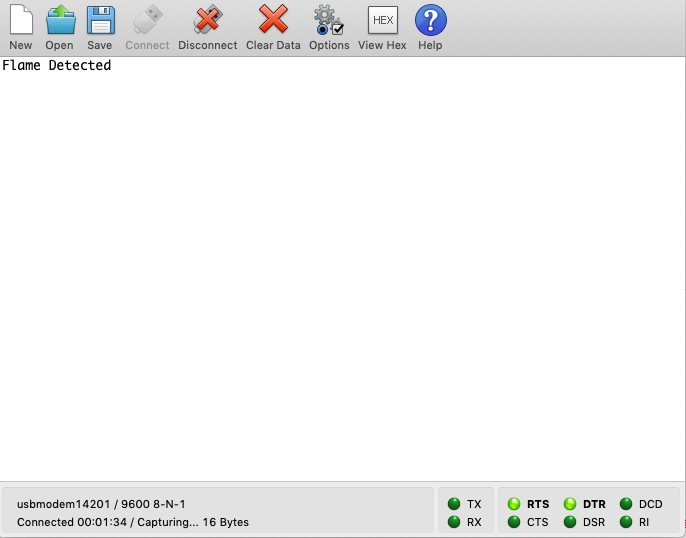 New Open Save Connect Disconnect Clear Data Options HEX View Hex Help
Flame Detected
usbmodem14201 / 9600 8-N-1
Connected 00:01:34 / Capturing... 16 Bytes
TX
RX
RTS DTR DCD
CTS DSR RI